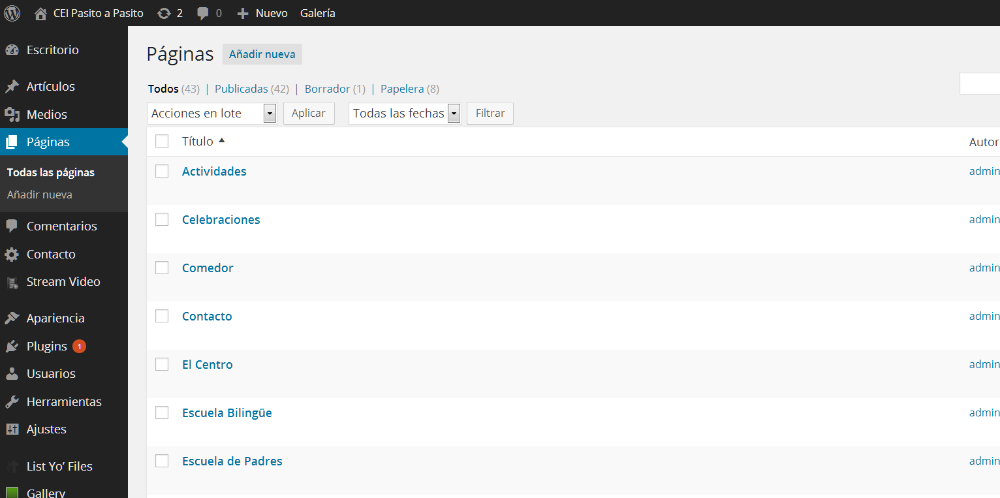 CEI Pasito a Pasito 2 0 Nuevo Galería
Escritorio
Artículos
Medios
Páginas
Todas las páginas
Añadir nueva
Comentarios
Contacto
Stream Video
Apariencia
Plugins 1
Usuarios
Herramientas
Ajustes
List Yo’ Files
Gallery
Páginas Añadir nueva
Todos (43) | Publicadas (42) | Borrador (1) | Papelera (8)
Acciones en lote Aplicar Todas las fechas Filtrar
Título Autor
Actividades admin
Celebraciones admin
Comedor admin
Contacto admin
El Centro admin
Escuela Bilingüe admin
Escuela de Padres admin